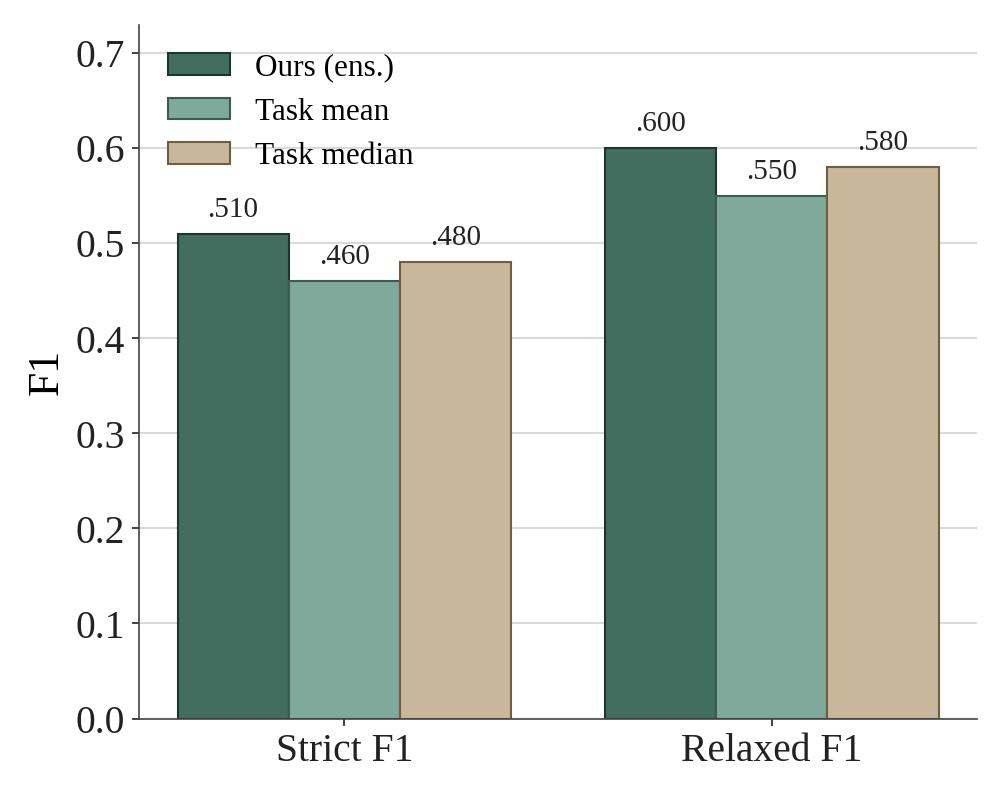 Ours (ens.)
Task mean
Task median
F1
0.7
0.6
0.5
0.4
0.3
0.2
0.1
0.0
.510
.460
.480
.600
.550
.580
Strict F1
Relaxed F1